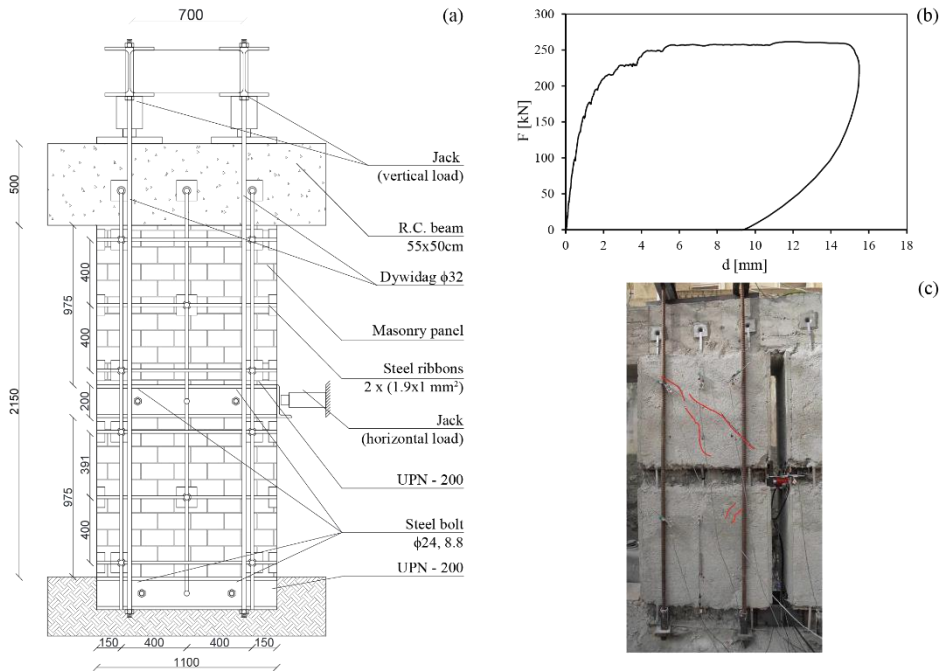 (a)
700
500
975
400
400
2150
200
391
975
400
150
400
400
150
1100
Jack
(vertical load)
R.C. beam
55x50cm
Dywidag ϕ32
Masonry panel
Steel ribbons
2 x (1.9x1 mm²)
Jack
(horizontal load)
UPN - 200
Steel bolt
ϕ24, 8.8
UPN - 200
(b)
300
250
200
150
100
50
0
F [kN]
0 2 4 6 8 10 12 14 16 18
d [mm]
(c)